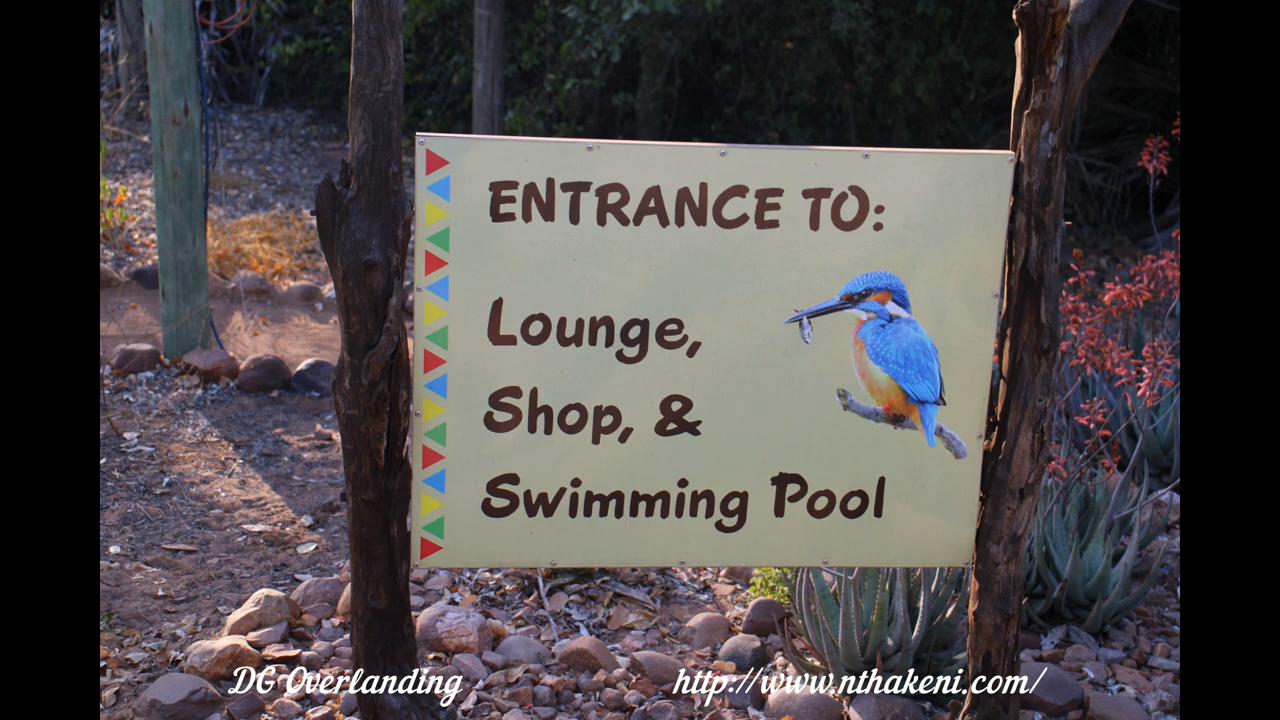 ENTRANCE TO:
Lounge,
Shop, &
Swimming Pool
DG Overlanding
http://www.nthakeni.com/